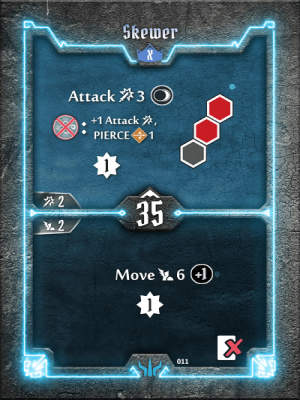 Skewer
X
Attack 3
+1 Attack,
PIERCE 1
1
2
35
2
Move 6 +1
1
011